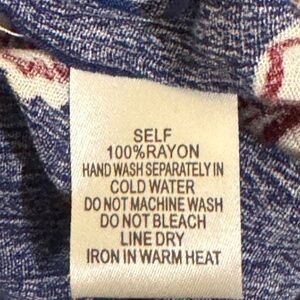 SELF
100%RAYON
HAND WASH SEPARATELY IN
COLD WATER
DO NOT MACHINE WASH
DO NOT BLEACH
LINE DRY
IRON IN WARM HEAT